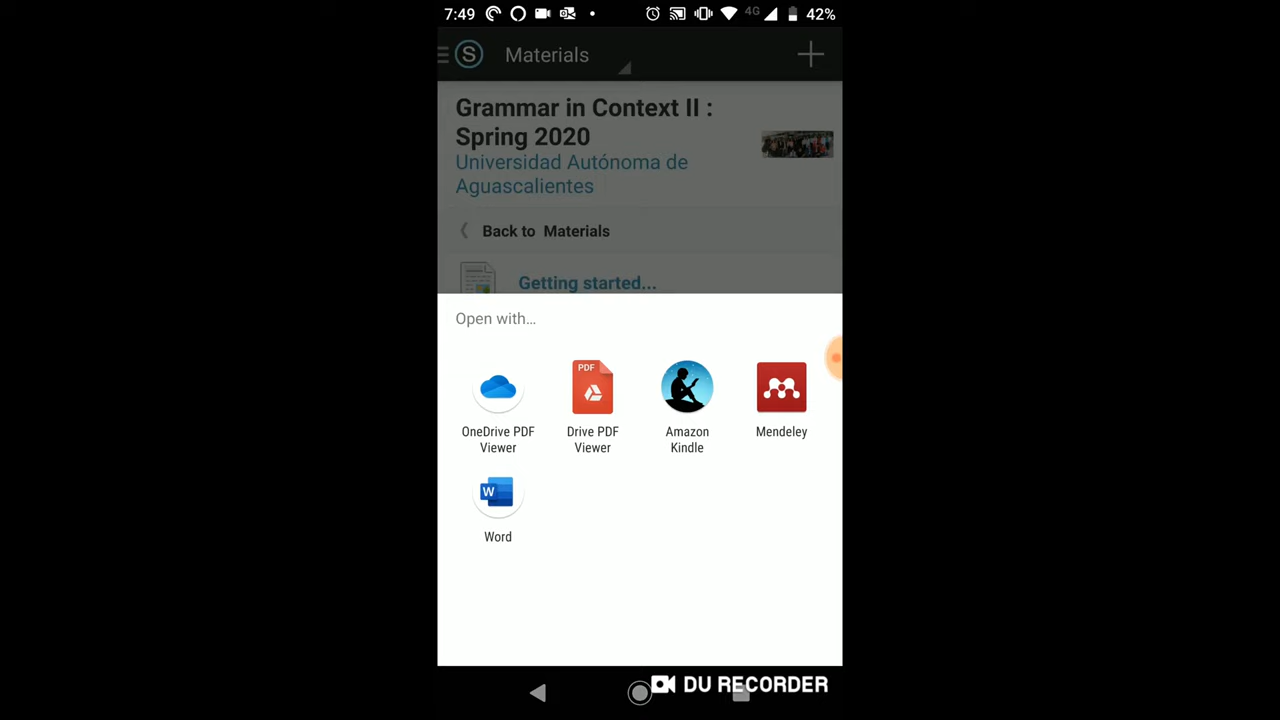 7:49
4G
42%
S
Materials
Grammar in Context II :
Spring 2020
Universidad Autónoma de
Aguascalientes
Back to Materials
Getting started...
Open with...
PDF
OneDrive PDF
Viewer
Drive PDF
Viewer
Amazon
Kindle
Mendeley
W
Word
DU RECORDER